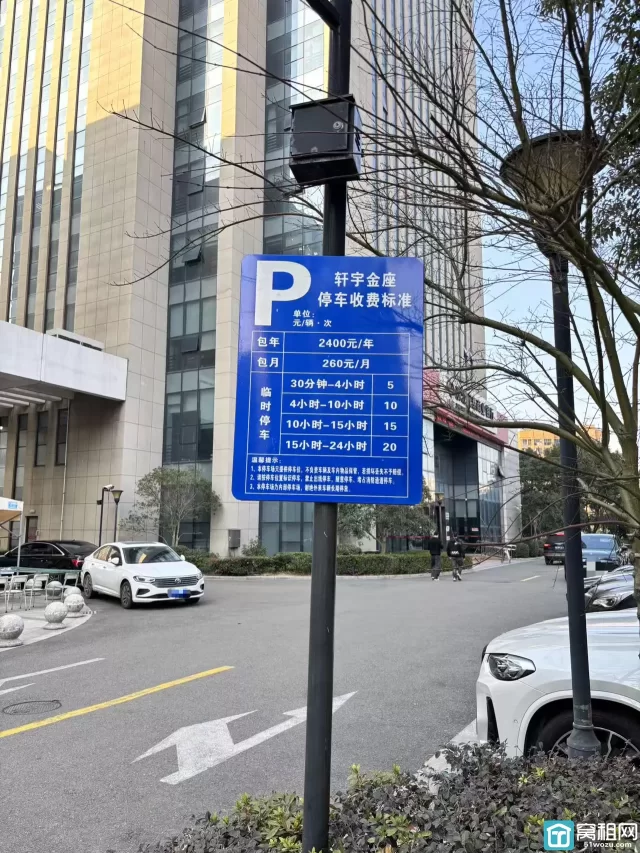 P
轩宇金座
停车收费标准
单位:
元/辆·次
包年 2400元/年
包月 260元/月
临时停车
30分钟—4小时 5
4小时—10小时 10
10小时—15小时 15
15小时—24小时 20
温馨提示:
窝租网
51wozu.com